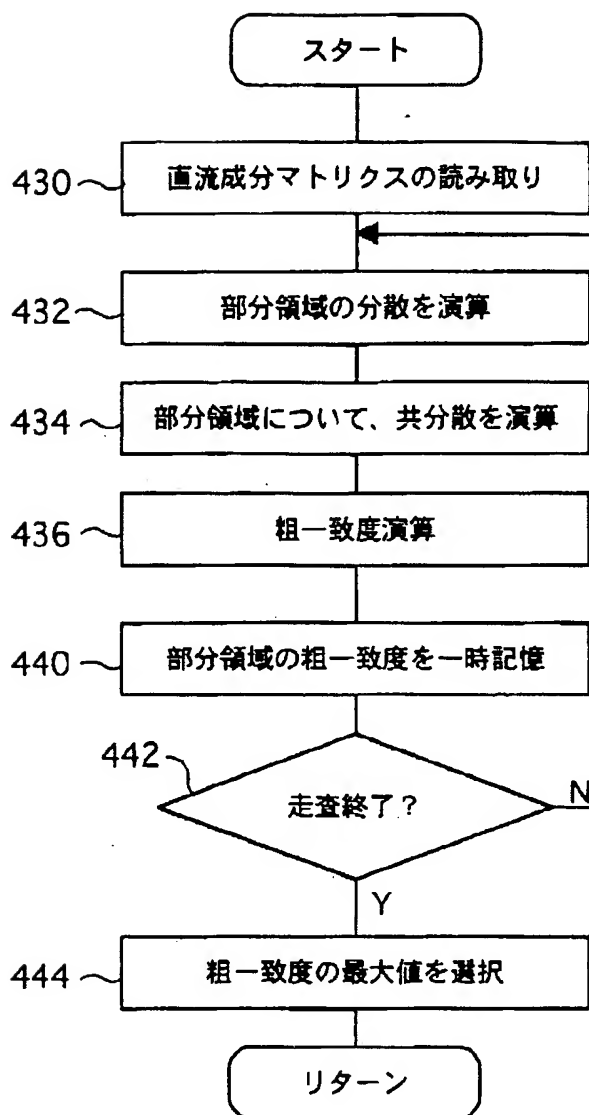 スタート
430 直流成分マトリクスの読み取り
432 部分領域の分散を演算
434 部分領域について、共分散を演算
436 粗一致度演算
440 部分領域の粗一致度を一時記憶
442
走査終了？
N
Y
444 粗一致度の最大値を選択
リターン